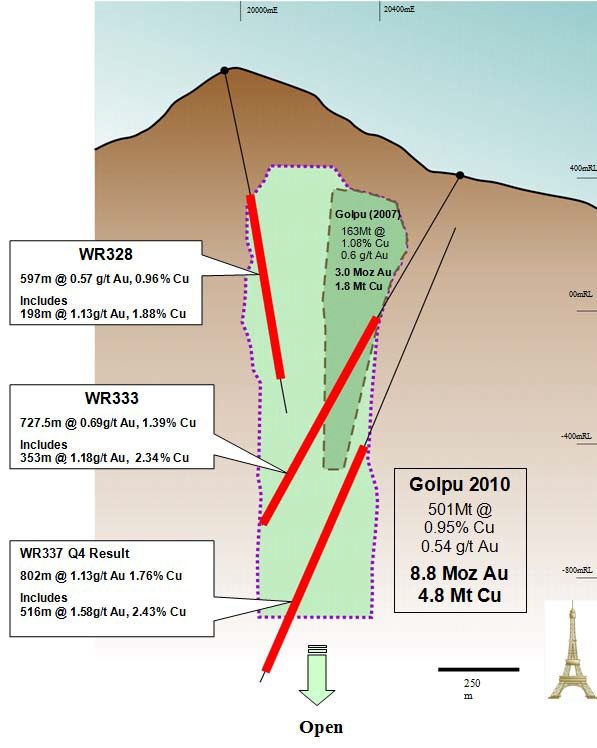 20000mE
20400mE
400mRL
Golpu (2007)
163Mt @
1.08% Cu
0.6 g/t Au
3.0 Moz Au
1.8 Mt Cu
WR328
597m @ 0.57 g/t Au, 0.96% Cu
Includes
198m @ 1.13g/t Au, 1.88% Cu
00mRL
WR333
727.5m @ 0.69g/t Au, 1.39% Cu
Includes
353m @ 1.18g/t Au, 2.34% Cu
-400mRL
Golpu 2010
501Mt @
0.95% Cu
0.54 g/t Au
8.8 Moz Au
4.8 Mt Cu
WR337 Q4 Result
802m @ 1.13g/t Au 1.76% Cu
Includes
516m @ 1.58g/t Au, 2.43% Cu
-800mRL
250
m
Open